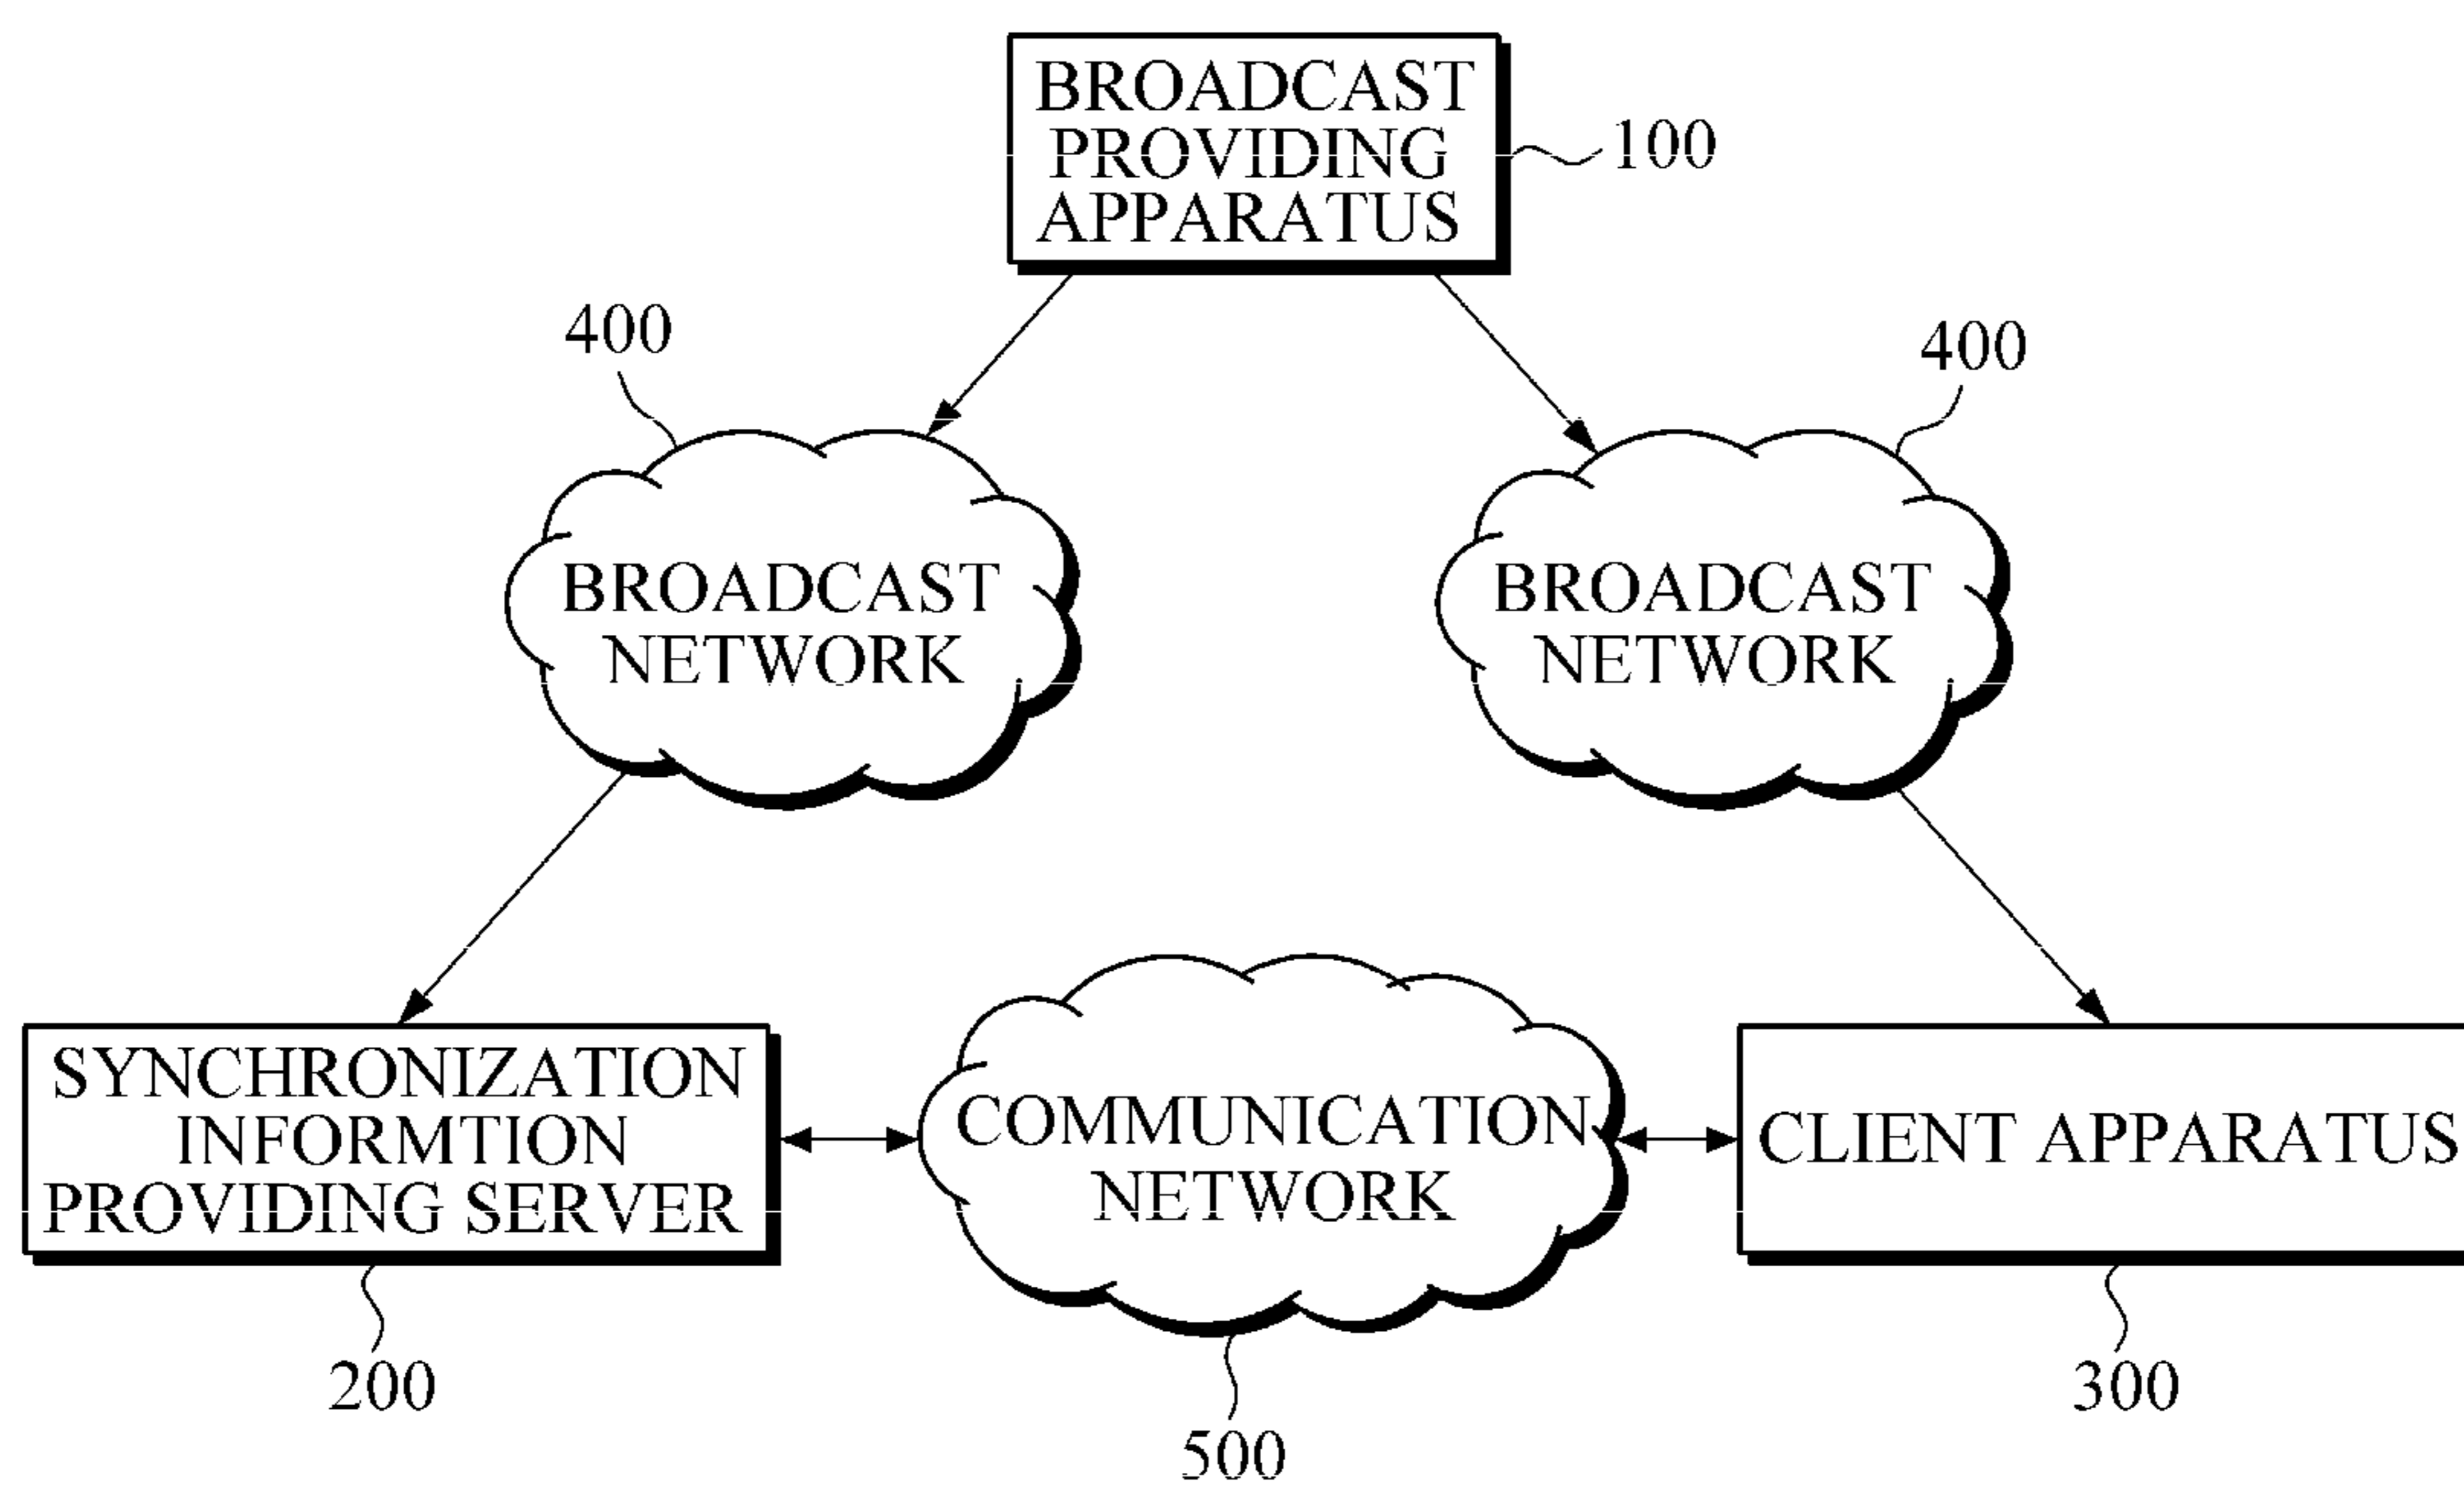 BROADCAST
PROVIDING
APPARATUS
100
400
400
BROADCAST
NETWORK
BROADCAST
NETWORK
SYNCHRONIZATION
INFORMTION
PROVIDING SERVER
COMMUNICATION
NETWORK
CLIENT APPARATUS
200
500
300